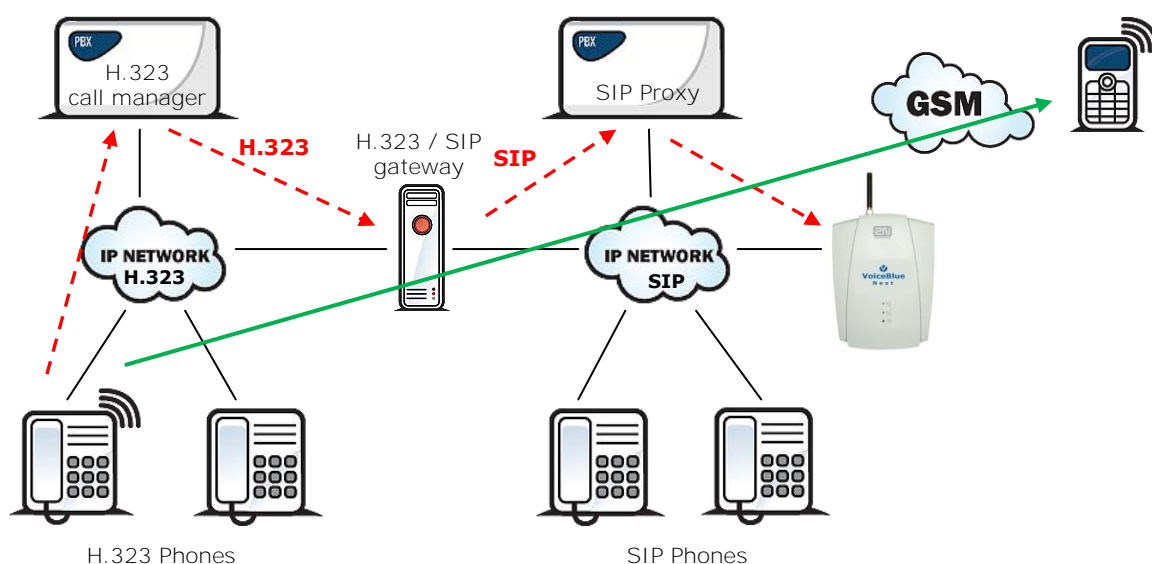 PBX
H.323
call manager
PBX
SIP Proxy
GSM
H.323
H.323 / SIP
gateway
SIP
IP NETWORK
H.323
IP NETWORK
SIP
2N
VoiceBlue
Next
H.323 Phones
SIP Phones